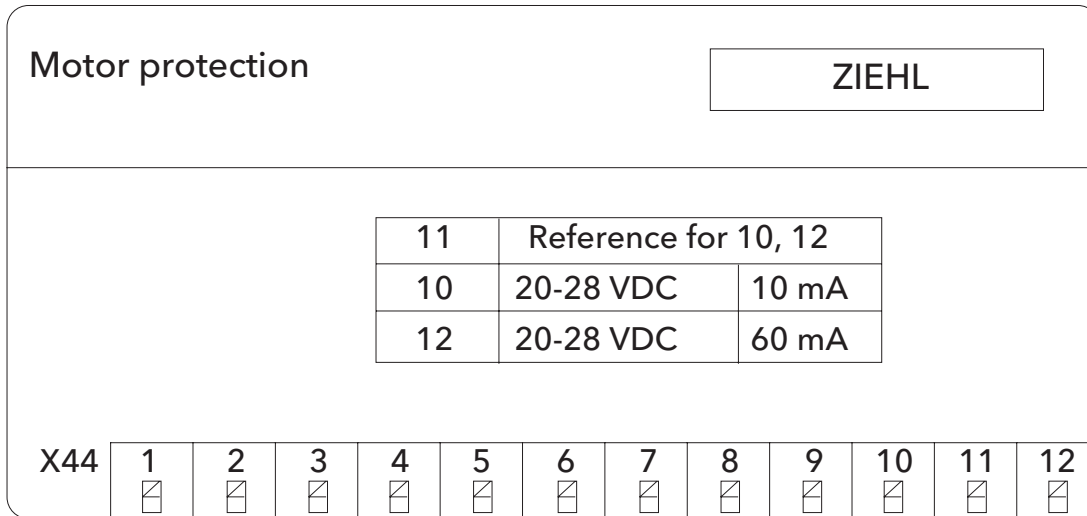 Motor protection
ZIEHL
11 Reference for 10, 12
10 20-28 VDC 10 mA
12 20-28 VDC 60 mA
X44 1 2 3 4 5 6 7 8 9 10 11 12